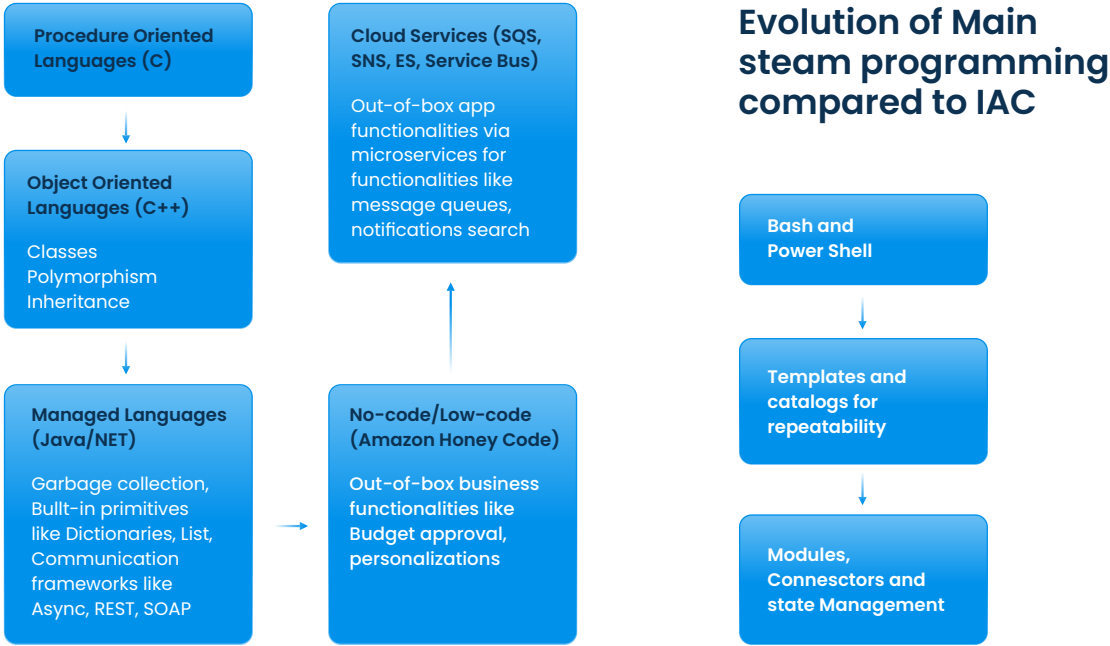 Procedure Oriented
Languages (C)
Object Oriented
Languages (C++)
Classes
Polymorphism
Inheritance
Managed Languages
(Java/NET)
Garbage collection,
Bullt-in primitives
like Dictionaries, List,
Communication
frameworks like
Async, REST, SOAP
No-code/Low-code
(Amazon Honey Code)
Out-of-box business
functionalities like
Budget approval,
personalizations
Cloud Services (SQS,
SNS, ES, Service Bus)
Out-of-box app
functionalities via
microservices for
functionalities like
message queues,
notifications search
Evolution of Main
steam programming
compared to IAC
Bash and
Power Shell
Templates and
catalogs for
repeatability
Modules,
Connesctors and
state Management